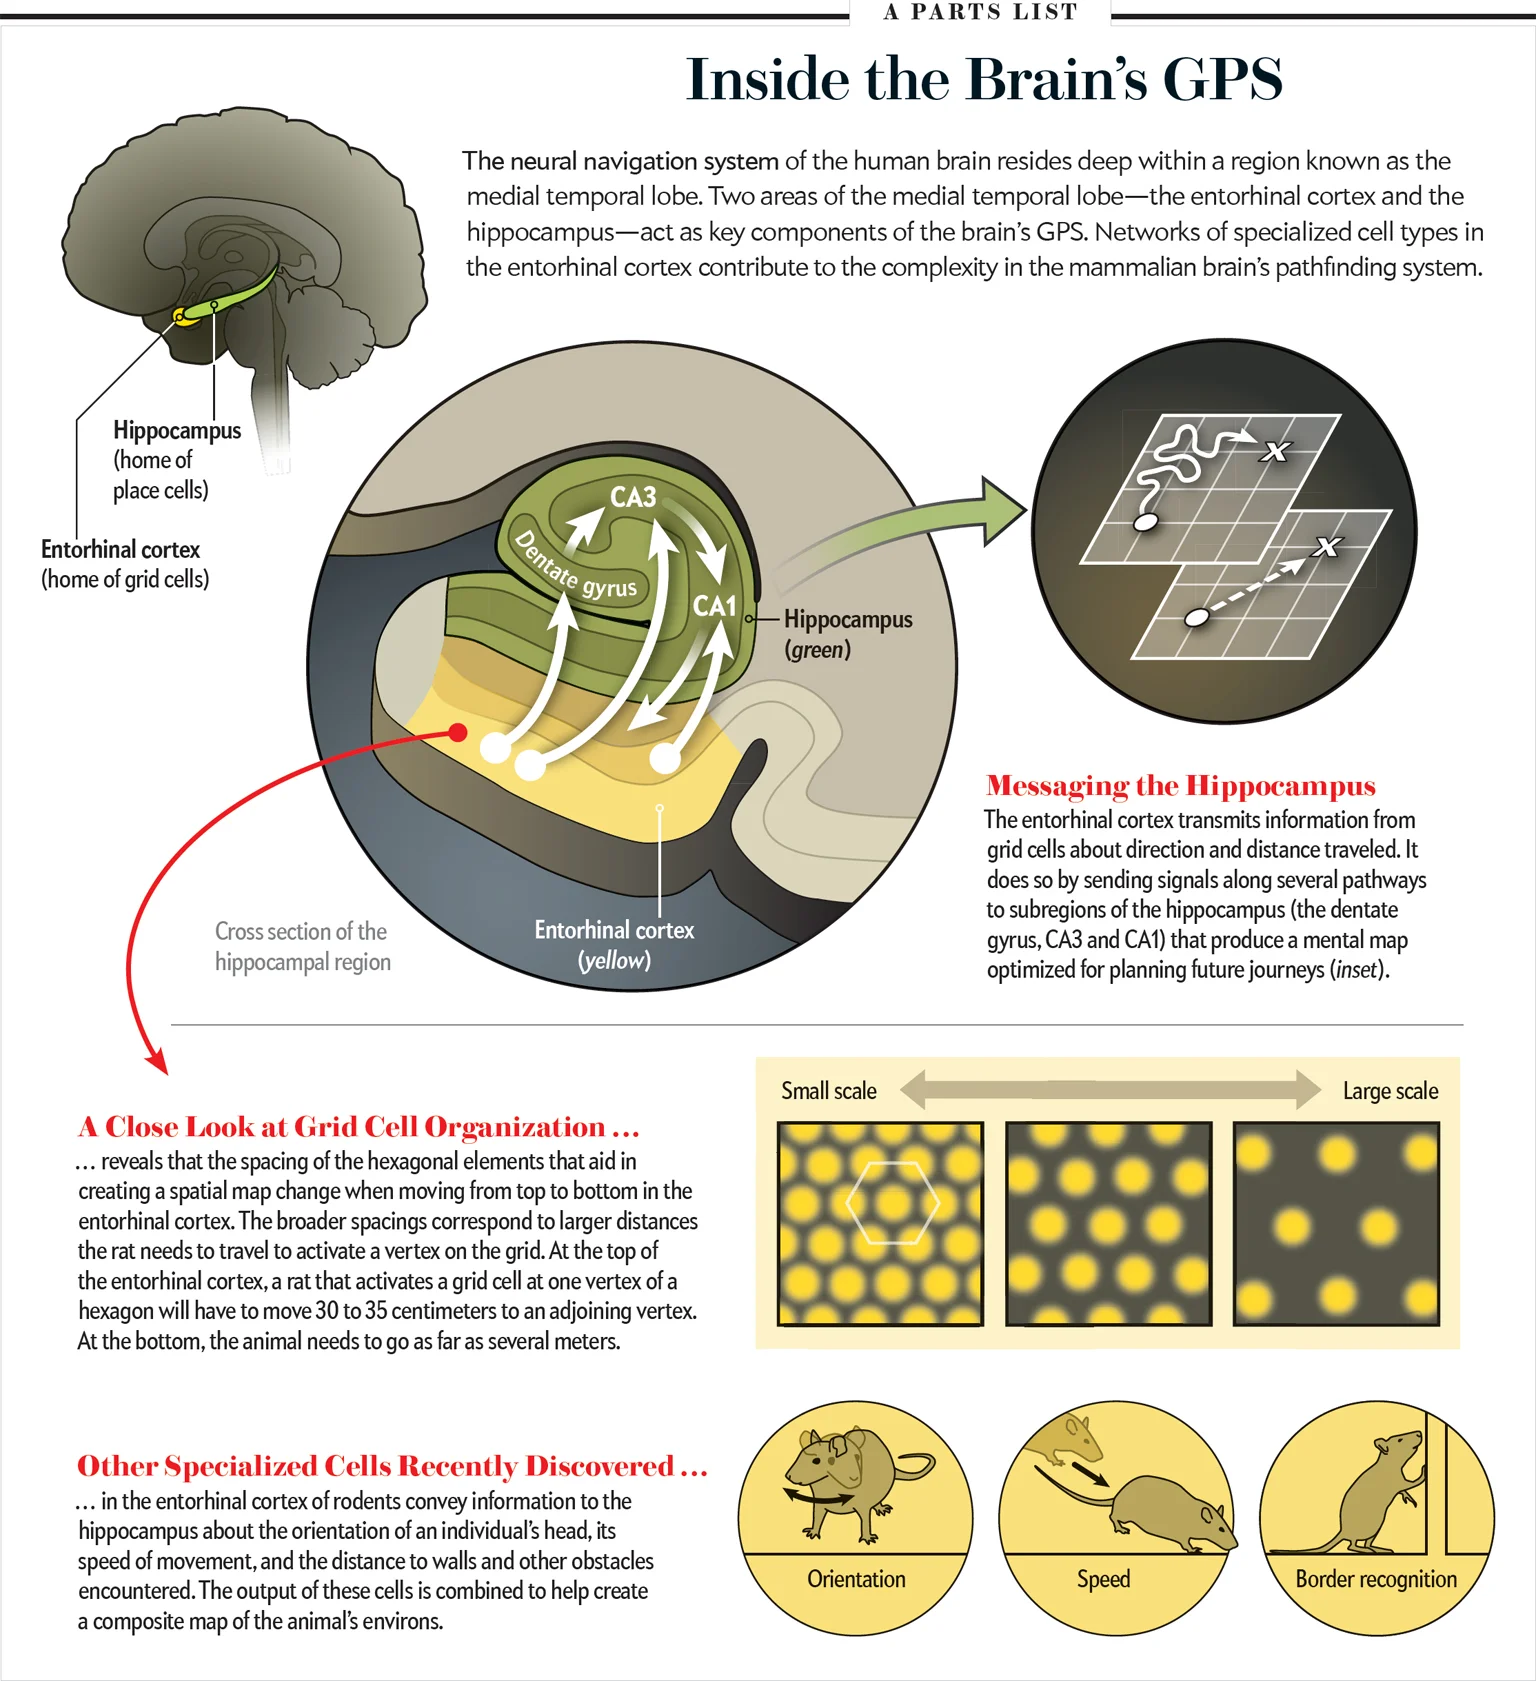 A PARTS LIST
Inside the Brain's GPS
The neural navigation system of the human brain resides deep within a region known as the
medial temporal lobe. Two areas of the medial temporal lobe—the entorhinal cortex and the
hippocampus—act as key components of the brain's GPS. Networks of specialized cell types in
the entorhinal cortex contribute to the complexity in the mammalian brain's pathfinding system.
Hippocampus
(home of
place cells)
Entorhinal cortex
(home of grid cells)
CA3
Dentate gyrus
CA1
Hippocampus
(green)
X
X
Entorhinal cortex
(yellow)
Cross section of the
hippocampal region
Messaging the Hippocampus
The entorhinal cortex transmits information from
grid cells about direction and distance traveled. It
does so by sending signals along several pathways
to subregions of the hippocampus (the dentate
gyrus, CA3 and CA1) that produce a mental map
optimized for planning future journeys (inset).
A Close Look at Grid Cell Organization ...
... reveals that the spacing of the hexagonal elements that aid in
creating a spatial map change when moving from top to bottom in the
entorhinal cortex. The broader spacings correspond to larger distances
the rat needs to travel to activate a vertex on the grid. At the top of
the entorhinal cortex, a rat that activates a grid cell at one vertex of a
hexagon will have to move 30 to 35 centimeters to an adjoining vertex.
At the bottom, the animal needs to go as far as several meters.
Small scale
Large scale
Other Specialized Cells Recently Discovered ...
... in the entorhinal cortex of rodents convey information to the
hippocampus about the orientation of an individual's head, its
speed of movement, and the distance to walls and other obstacles
encountered. The output of these cells is combined to help create
a composite map of the animal's environs.
Orientation
Speed
Border recognition